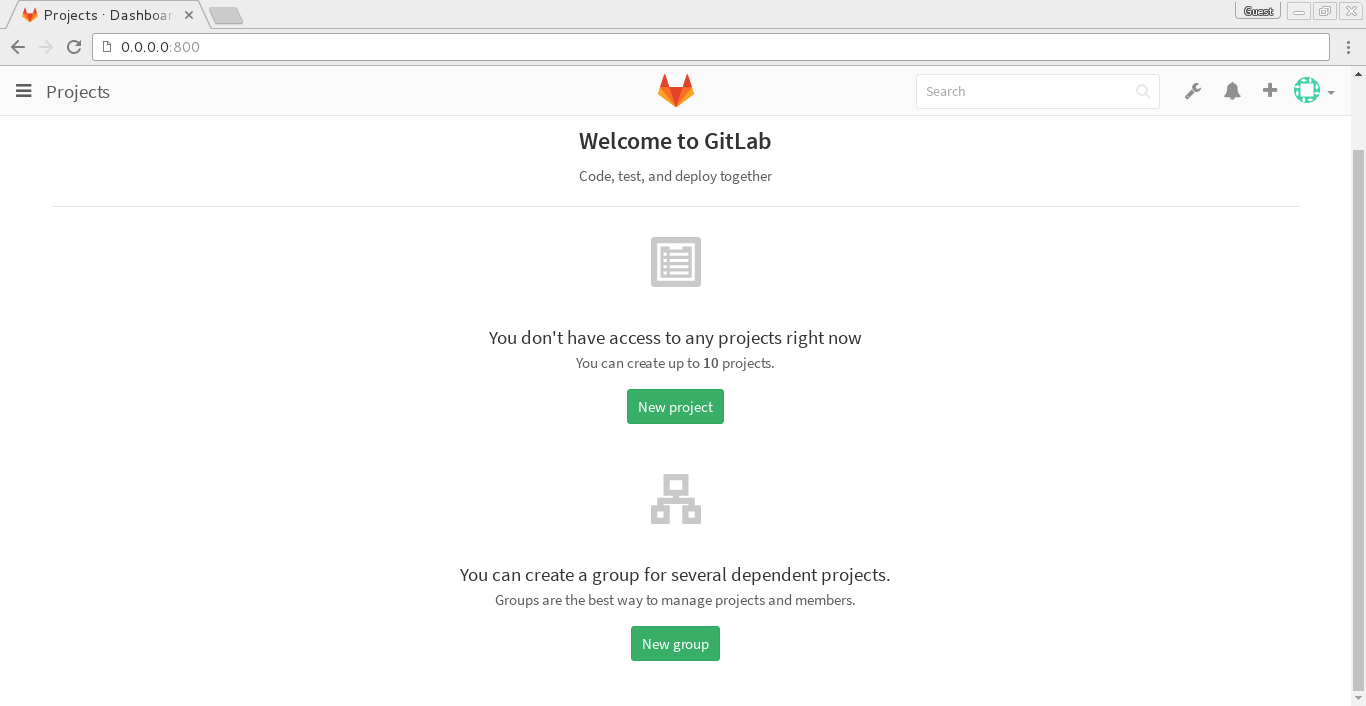 Projects · Dashboar
Guest
0.0.0.0:800
Projects
Search
Welcome to GitLab
Code, test, and deploy together
You don't have access to any projects right now
You can create up to 10 projects.
New project
You can create a group for several dependent projects.
Groups are the best way to manage projects and members.
New group